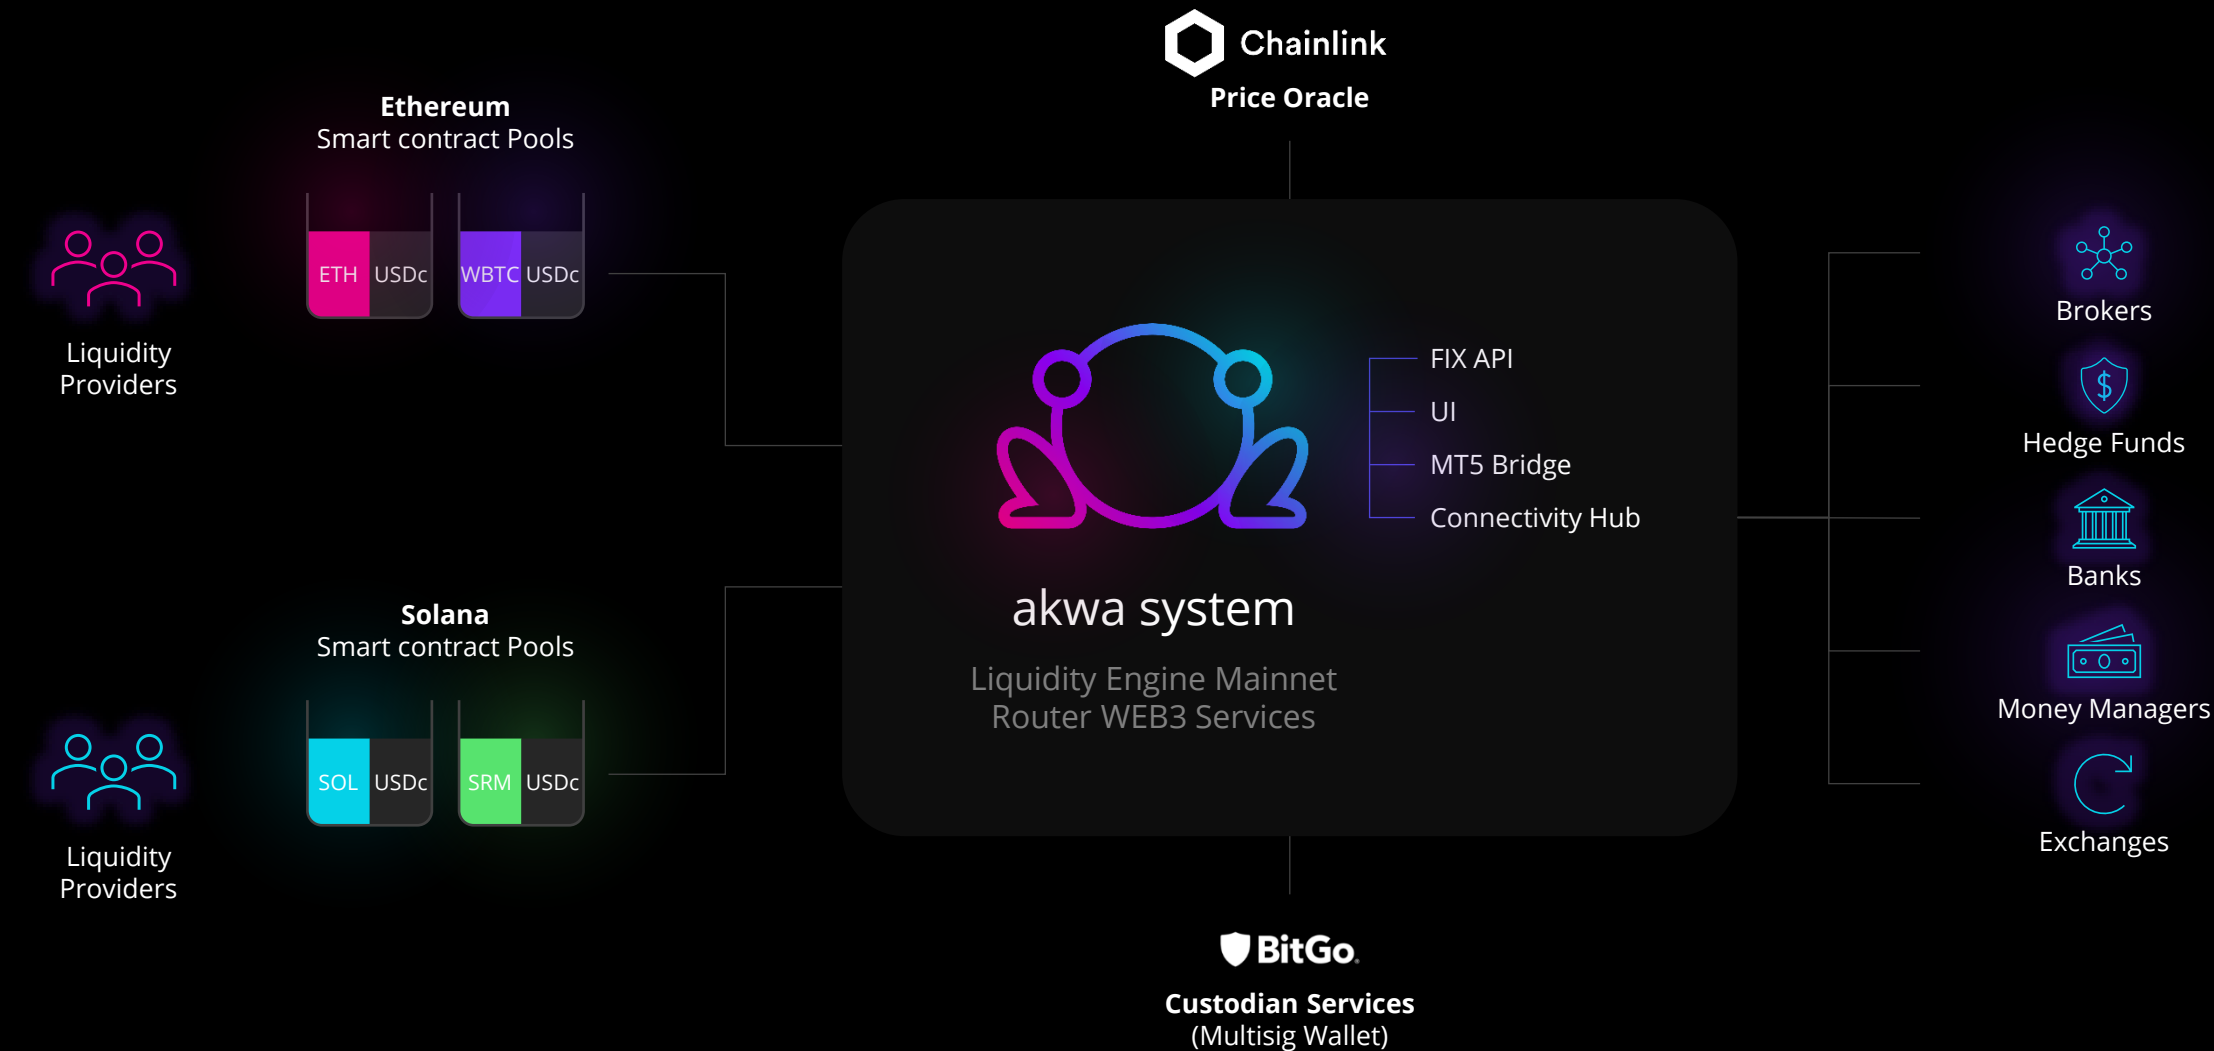 Chainlink
Price Oracle
Ethereum
Smart contract Pools
ETH USDc WBTC USDc
Liquidity
Providers
Solana
Smart contract Pools
SOL USDc SRM USDc
Liquidity
Providers
akwa system
Liquidity Engine Mainnet
Router WEB3 Services
FIX API
UI
MT5 Bridge
Connectivity Hub
Brokers
Hedge Funds
Banks
Money Managers
Exchanges
BitGo
Custodian Services
(Multisig Wallet)